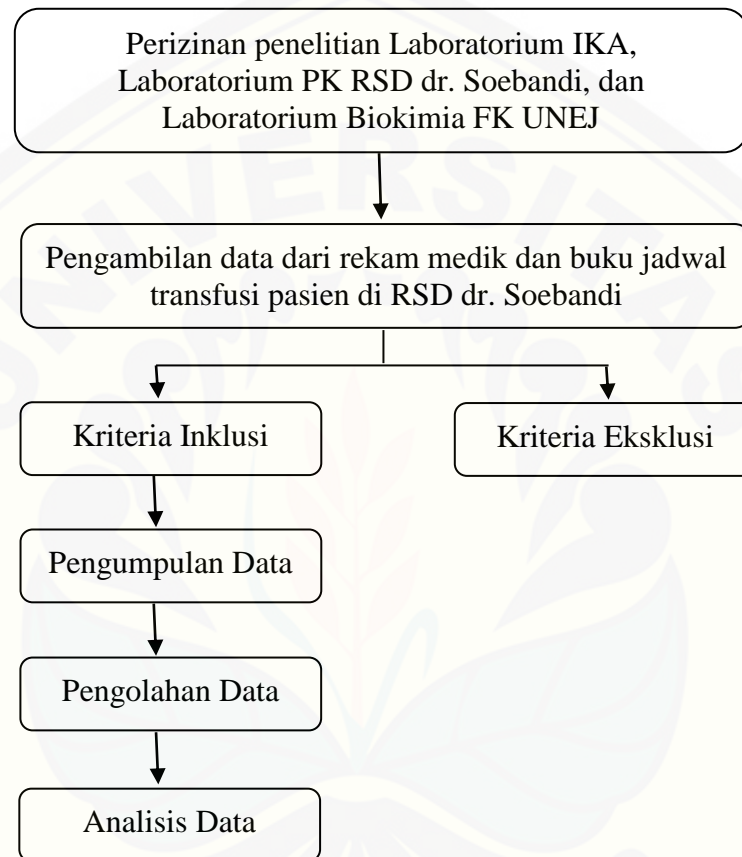 Perizinan penelitian Laboratorium IKA,
Laboratorium PK RSD dr. Soebandi, dan
Laboratorium Biokimia FK UNEJ
Pengambilan data dari rekam medik dan buku jadwal
transfusi pasien di RSD dr. Soebandi
Kriteria Inklusi
Kriteria Eksklusi
Pengumpulan Data
Pengolahan Data
Analisis Data
UNIVERSITAS